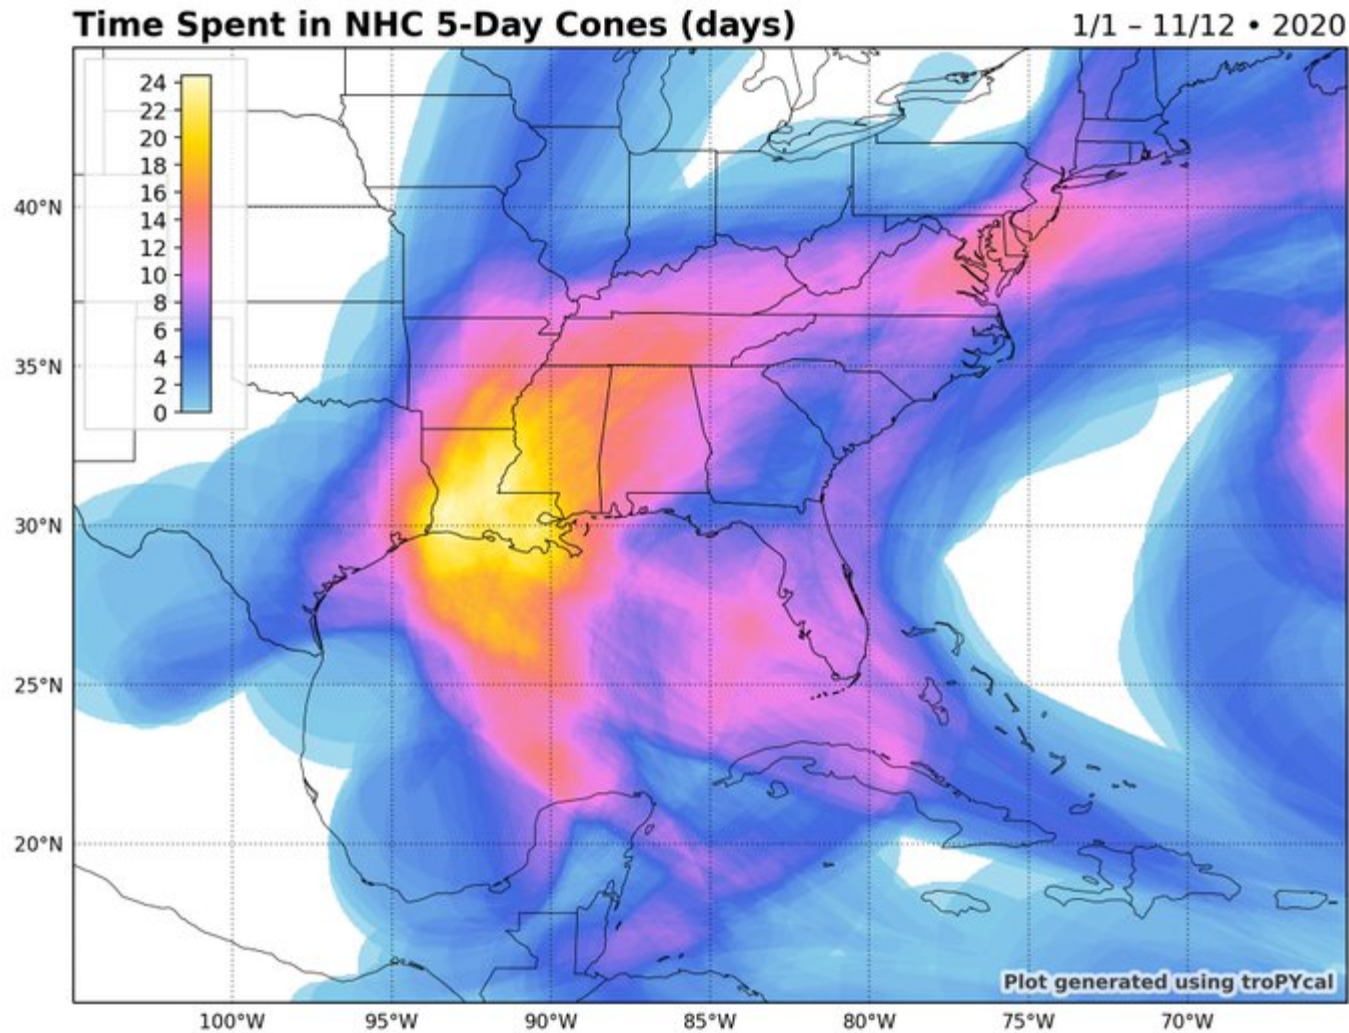 Time Spent in NHC 5-Day Cones (days) 1/1 – 11/12 • 2020
24
22
20
18
16
14
12
10
8
6
4
2
0
40°N
35°N
30°N
25°N
20°N
Plot generated using troPYcal
100°W 95°W 90°W 85°W 80°W 75°W 70°W